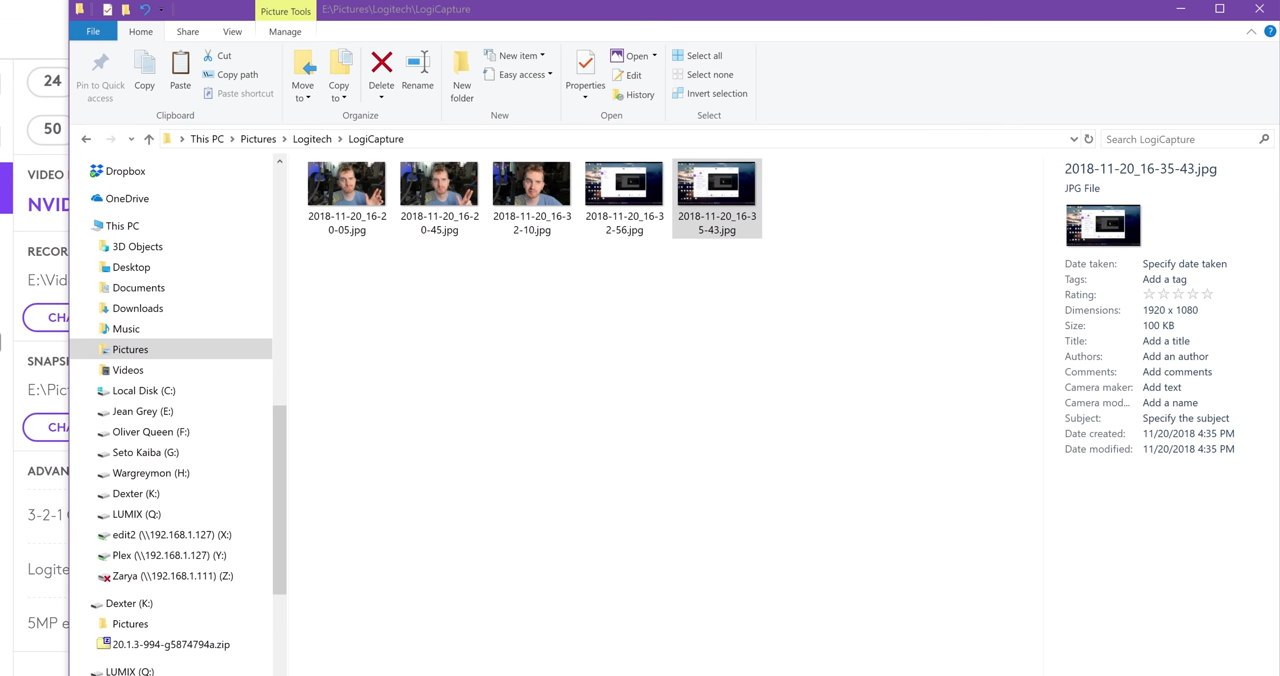 Picture Tools
E:\Pictures\Logitech\LogiCapture
File
Home
Share
View
Manage
?
Pin to Quick
access
Copy
Paste
Cut
Copy path
Paste shortcut
Clipboard
Move
to
Copy
to
Delete
Rename
Organize
New
folder
New item
Easy access
New
Properties
Open
Edit
History
Open
Select all
Select none
Invert selection
Select
This PC
Pictures
Logitech
LogiCapture
Search LogiCapture
24
50
VIDEO
NVID
RECOR
E:\Vid
CH
SNAPS
E:\Pic
CH
ADVAN
3-2-1
Logite
5MP e
Dropbox
OneDrive
This PC
3D Objects
Desktop
Documents
Downloads
Music
Pictures
Videos
Local Disk (C:)
Jean Grey (E:)
Oliver Queen (F:)
Seto Kaiba (G:)
Wargreymon (H:)
Dexter (K:)
LUMIX (Q:)
edit2 (\\192.168.1.127) (X:)
Plex (\\192.168.1.127) (Y:)
Zarya (\\192.168.1.111) (Z:)
Dexter (K:)
Pictures
20.1.3-994-g5874794a.zip
LUMIX (Q:)
2018-11-20_16-2
0-05.jpg
2018-11-20_16-2
0-45.jpg
2018-11-20_16-3
2-10.jpg
2018-11-20_16-3
2-56.jpg
2018-11-20_16-3
5-43.jpg
2018-11-20_16-35-43.jpg
JPG File
Date taken: Specify date taken
Tags: Add a tag
Rating:
Dimensions: 1920 x 1080
Size: 100 KB
Title: Add a title
Authors: Add an author
Comments: Add comments
Camera maker: Add text
Camera mod... Add a name
Subject: Specify the subject
Date created: 11/20/2018 4:35 PM
Date modified: 11/20/2018 4:35 PM